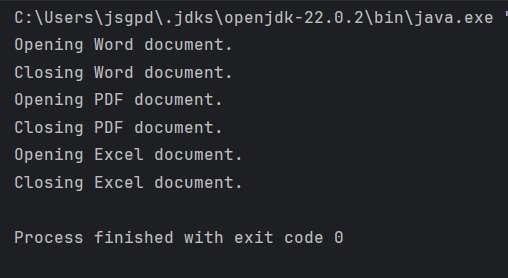 C:\Users\jsgpd\.jdks\openjdk-22.0.2\bin\java.exe "
Opening Word document.
Closing Word document.
Opening PDF document.
Closing PDF document.
Opening Excel document.
Closing Excel document.
Process finished with exit code 0